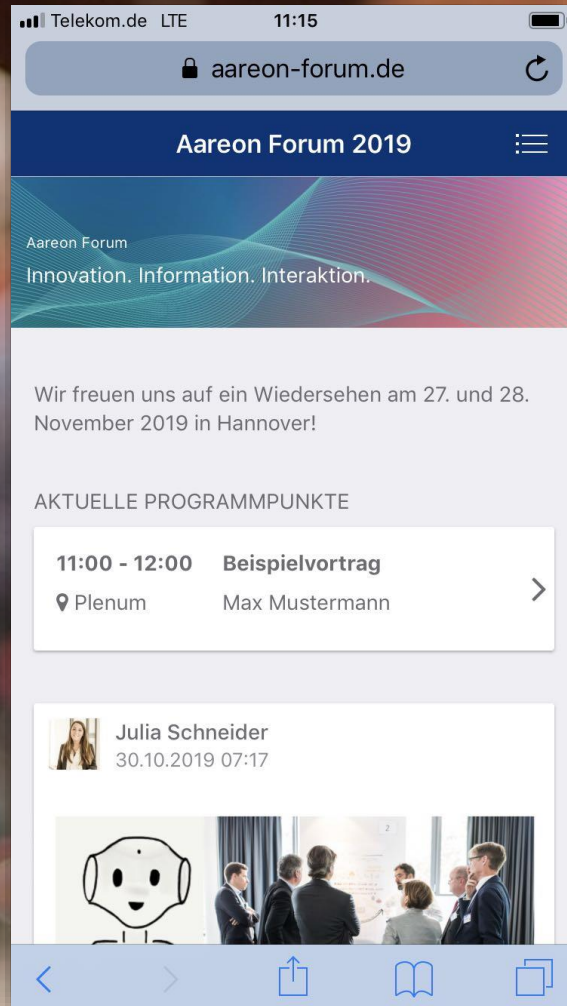 Telekom.de LTE 11:15
aareon-forum.de
Aareon Forum 2019
Aareon Forum
Innovation. Information. Interaktion.
Wir freuen uns auf ein Wiedersehen am 27. und 28.
November 2019 in Hannover!
AKTUELLE PROGRAMMPUNKTE
11:00 - 12:00 Beispielvortrag
Plenum Max Mustermann
Julia Schneider
30.10.2019 07:17
2